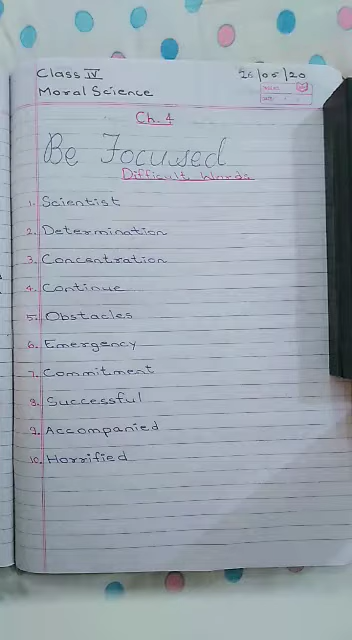 Class IV
26/05/20
Moral Science
Ch. 4
Be Focused
Difficult Words
1. Scientist
2. Determination
3. Concentration
4. Continue
5. Obstacles
6. Emergency
7. Commitment
8. Successful
9. Accompanied
10. Horrified